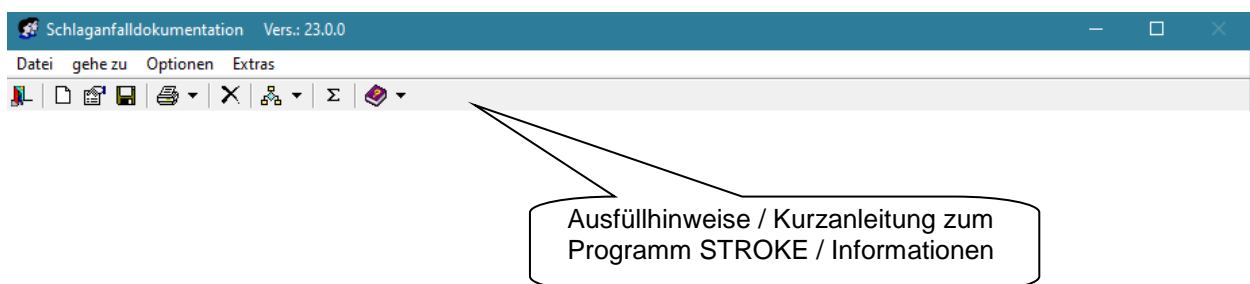 Schlaganfalldokumentation Vers.: 23.0.0
Datei gehe zu Optionen Extras
Σ
Ausfüllhinweise / Kurzanleitung zum
Programm STROKE / Informationen